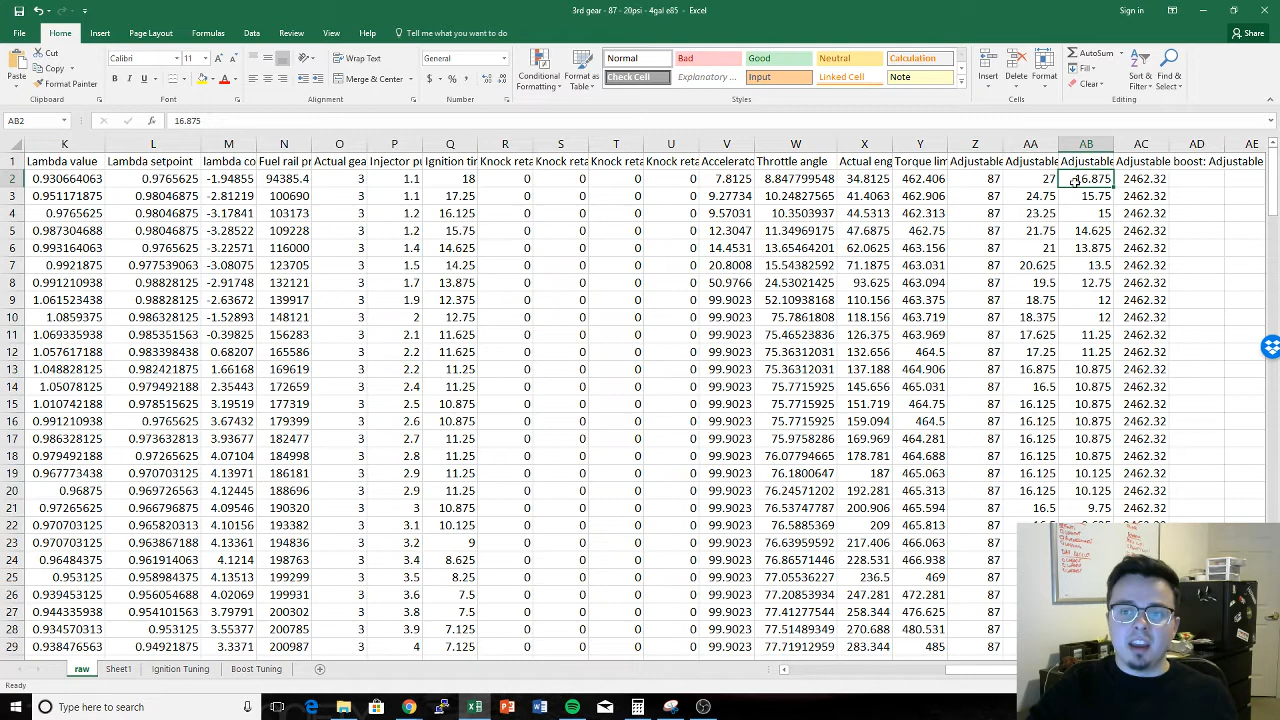 3rd gear - 87 - 20psi - 4gal e85 - Excel
Sign in
File Home Insert Page Layout Formulas Data Review View Help Tell me what you want to do Share
Paste Cut Copy Format Painter Clipboard
Calibri 11 B I U Font
Wrap Text Merge & Center Alignment
General $ % , Number
Conditional Formatting Format as Table
Normal Bad Good Neutral Calculation
Check Cell Explanatory ... Input Linked Cell Note
Styles
Insert Delete Format Cells
AutoSum Fill Clear Sort & Filter Find & Select Editing
AB2 16.875
K L M N O P Q R S T U V W X Y Z AA AB AC AD AE
1 Lambda value Lambda setpoint lambda co Fuel rail pr Actual gea Injector pu Ignition tir Knock reta Knock reta Knock reta Knock reta Accelerato Throttle angle Actual eng Torque lim Adjustable Adjustable Adjustable Adjustable boost: Adjustable
2 0.930664063 0.9765625 -1.94855 94385.4 3 1.1 18 0 0 0 0 7.8125 8.847799548 34.8125 462.406 87 27 16.875 2462.32
3 0.951171875 0.98046875 -2.81219 100690 3 1.1 17.25 0 0 0 0 9.27734 10.24827565 41.4063 462.906 87 24.75 15.75 2462.32
4 0.9765625 0.98046875 -3.17841 103173 3 1.2 16.125 0 0 0 0 9.57031 10.3503937 44.5313 462.313 87 23.25 15 2462.32
5 0.987304688 0.98046875 -3.28522 109228 3 1.2 15.75 0 0 0 0 12.3047 11.34969175 47.6875 462.75 87 21.75 14.625 2462.32
6 0.993164063 0.9765625 -3.22571 116000 3 1.4 14.625 0 0 0 0 14.4531 13.65464201 62.0625 463.156 87 21 13.875 2462.32
7 0.9921875 0.977539063 -3.08075 123705 3 1.5 14.25 0 0 0 0 20.8008 15.54382592 71.1875 463.031 87 20.625 13.5 2462.32
8 0.991210938 0.98828125 -2.91748 132121 3 1.7 13.875 0 0 0 0 50.9766 24.53021425 93.625 463.094 87 19.5 12.75 2462.32
9 1.061523438 0.98828125 -2.63672 139917 3 1.9 12.375 0 0 0 0 99.9023 52.10938168 110.156 463.375 87 18.75 12 2462.32
10 1.0859375 0.986328125 -1.52893 148121 3 2 12.75 0 0 0 0 99.9023 75.7861808 118.156 463.719 87 18.375 12 2462.32
11 1.069335938 0.985351563 -0.39825 156283 3 2.1 11.625 0 0 0 0 99.9023 75.46523836 126.375 463.969 87 17.625 11.25 2462.32
12 1.057617188 0.983398438 0.68207 165586 3 2.2 11.625 0 0 0 0 99.9023 75.36312031 132.656 464.5 87 17.25 11.25 2462.32
13 1.048828125 0.982421875 1.66168 169619 3 2.2 11.25 0 0 0 0 99.9023 75.36312031 137.188 464.906 87 16.875 10.875 2462.32
14 1.05078125 0.979492188 2.35443 172659 3 2.4 11.25 0 0 0 0 99.9023 75.7715925 145.656 465.031 87 16.5 10.875 2462.32
15 1.010742188 0.978515563 3.19519 177319 3 2.5 10.875 0 0 0 0 99.9023 75.7715925 151.719 464.75 87 16.125 10.875 2462.32
16 0.991210938 0.9765625 3.67432 179399 3 2.6 10.875 0 0 0 0 99.9023 75.7715925 159.094 464.5 87 16.125 10.875 2462.32
17 0.986328125 0.973632813 3.93677 182477 3 2.7 11.25 0 0 0 0 99.9023 75.9758286 169.969 464.281 87 16.125 10.875 2462.32
18 0.979492188 0.97265625 4.07104 184998 3 2.8 11.25 0 0 0 0 99.9023 76.07794665 178.781 464.688 87 16.125 10.125 2462.32
19 0.967773438 0.970703125 4.13971 186181 3 2.9 11.25 0 0 0 0 99.9023 76.1800647 187 465.063 87 16.125 10.125 2462.32
20 0.96875 0.969726563 4.12445 188696 3 2.9 11.25 0 0 0 0 99.9023 76.24571202 192.281 465.313 87 16.125 10.125 2462.32
21 0.97265625 0.966796875 4.09546 190320 3 3 10.875 0 0 0 0 99.9023 76.53747787 200.906 465.594 87 16.5 9.75 2462.32
22 0.970703125 0.965820313 4.10156 193382 3 3.1 10.125 0 0 0 0 99.9023 76.5885369 209 465.813 87
23 0.970703125 0.963867188 4.13361 194836 3 3.2 9 0 0 0 0 99.9023 76.63959592 217.406 466.063 87
24 0.96484375 0.961914063 4.1214 198763 3 3.4 8.625 0 0 0 0 99.9023 76.86571446 228.531 466.938 87
25 0.953125 0.958984375 4.13513 199299 3 3.5 8.25 0 0 0 0 99.9023 77.05536227 236.5 469 87
26 0.939453125 0.956054688 4.02069 199931 3 3.6 7.5 0 0 0 0 99.9023 77.20853934 247.281 472.281 87
27 0.944335938 0.954101563 3.79791 200302 3 3.8 7.5 0 0 0 0 99.9023 77.41277544 258.344 476.625 87
28 0.934570313 0.953125 3.55377 200785 3 3.9 7.125 0 0 0 0 99.9023 77.51489349 270.688 480.531 87
29 0.938476563 0.94921875 3.3371 200987 3 4 7.125 0 0 0 0 99.9023 77.71912959 283.344 485 87
raw Sheet1 Ignition Tuning Boost Tuning
Ready
Type here to search